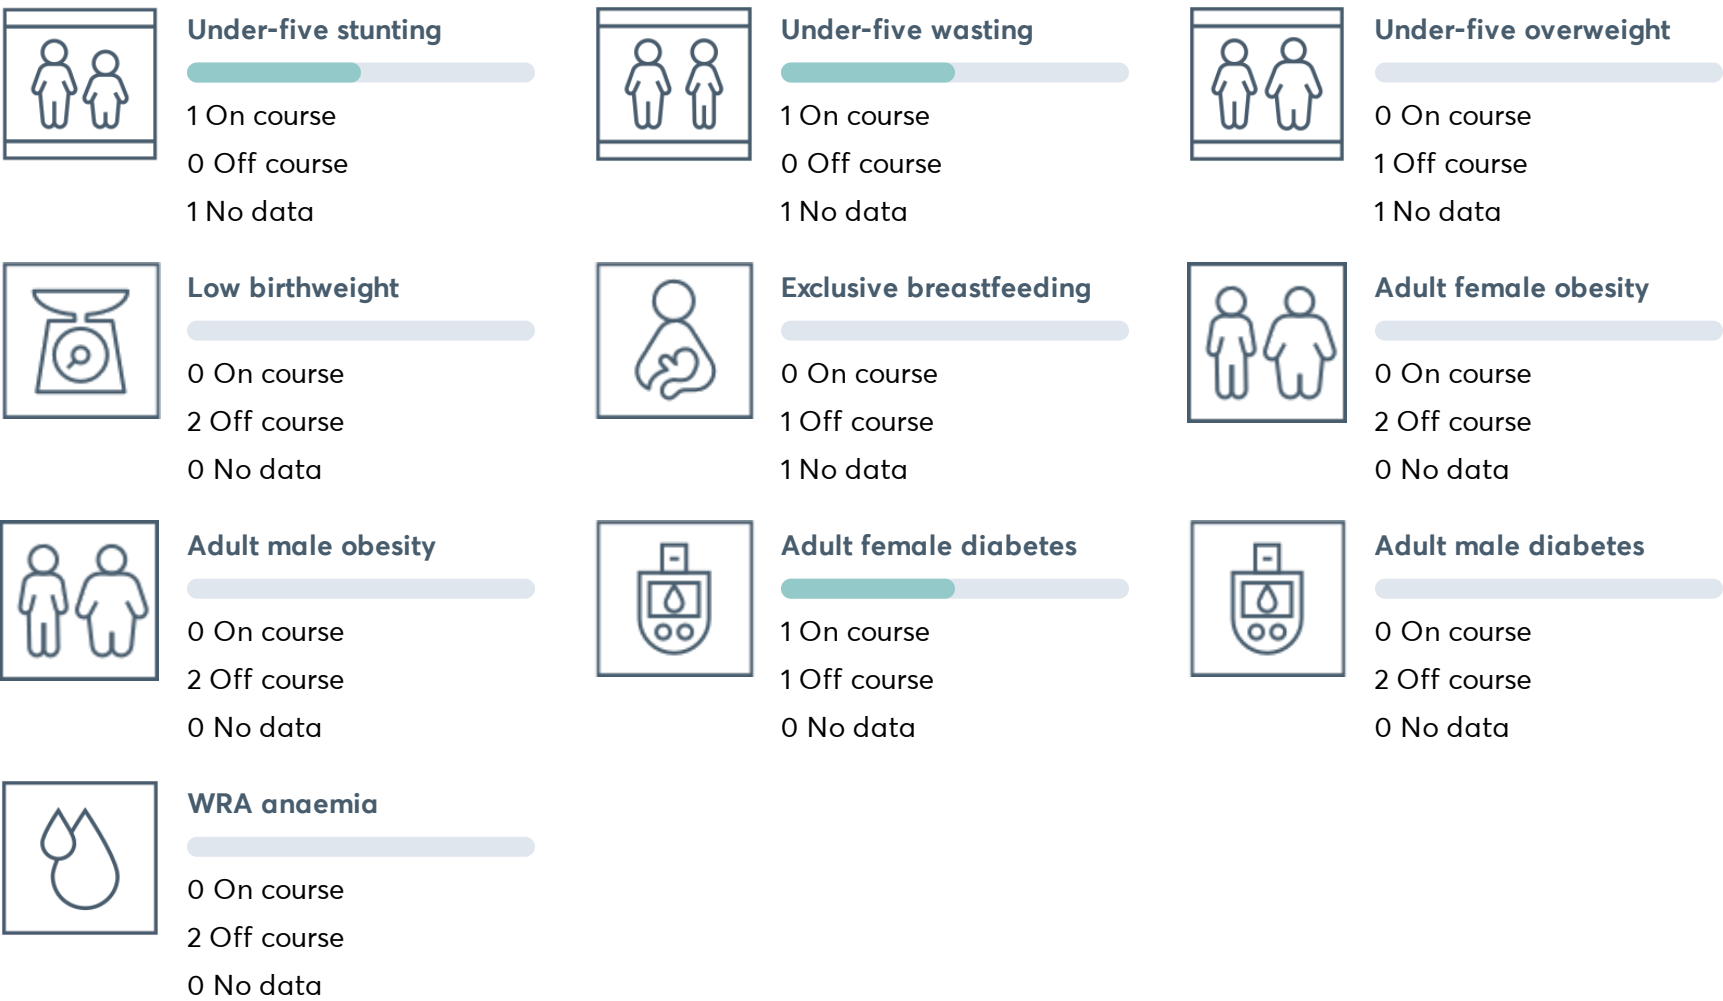 Under-five stunting
1 On course
0 Off course
1 No data
Under-five wasting
1 On course
0 Off course
1 No data
Under-five overweight
0 On course
1 Off course
1 No data
Low birthweight
0 On course
2 Off course
0 No data
Exclusive breastfeeding
0 On course
1 Off course
1 No data
Adult female obesity
0 On course
2 Off course
0 No data
Adult male obesity
0 On course
2 Off course
0 No data
Adult female diabetes
1 On course
1 Off course
0 No data
Adult male diabetes
0 On course
2 Off course
0 No data
WRA anaemia
0 On course
2 Off course
0 No data